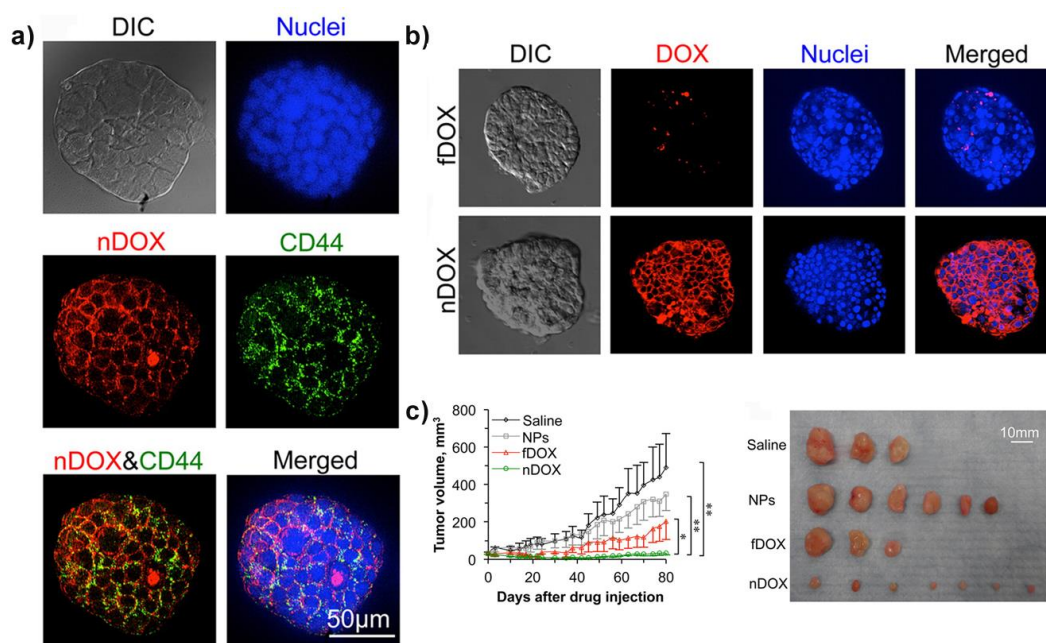 a)
DIC
Nuclei
nDOX
CD44
nDOX&CD44
Merged
50µm
b)
DIC
DOX
Nuclei
Merged
fDOX
nDOX
c)
Tumor volume, mm³
800
600
400
200
0
Saline
NPs
fDOX
nDOX
*
**
**
0
20
40
60
80
Days after drug injection
10mm
Saline
NPs
fDOX
nDOX